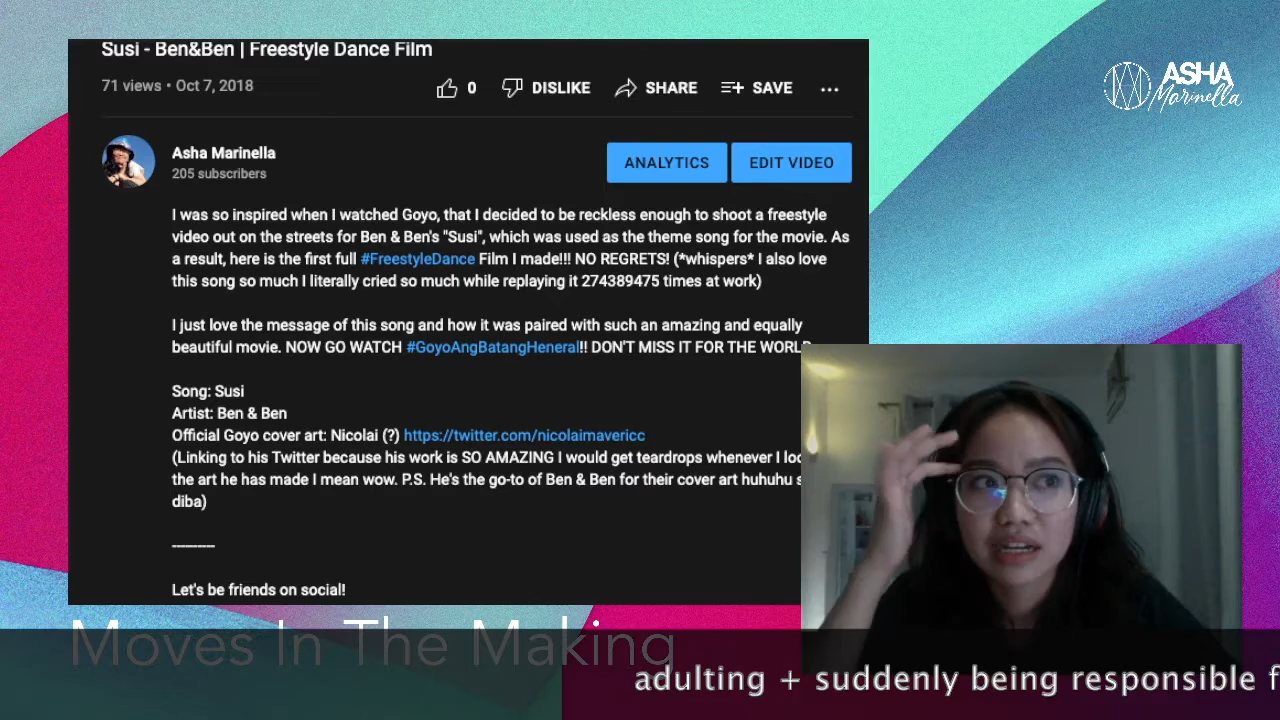 Susi - Ben&Ben | Freestyle Dance Film
71 views • Oct 7, 2018
0 DISLIKE SHARE SAVE ...
ASHA
Marinella
Asha Marinella
205 subscribers
ANALYTICS EDIT VIDEO
I was so inspired when I watched Goyo, that I decided to be reckless enough to shoot a freestyle
video out on the streets for Ben & Ben's "Susi", which was used as the theme song for the movie. As
a result, here is the first full #FreestyleDance Film I made!!! NO REGRETS! (*whispers* I also love
this song so much I literally cried so much while replaying it 274389475 times at work)
I just love the message of this song and how it was paired with such an amazing and equally
beautiful movie. NOW GO WATCH #GoyoAngBatangHeneral!! DON'T MISS IT FOR THE WORLD
Song: Susi
Artist: Ben & Ben
Official Goyo cover art: Nicolai (?) https://twitter.com/nicolaimavericc
(Linking to his Twitter because his work is SO AMAZING I would get teardrops whenever I
the art he has made I mean wow. P.S. He's the go-to of Ben & Ben for their cover art huhuhu
diba)
----------
Let's be friends on social!
Moves In The Making
adulting + suddenly being responsible